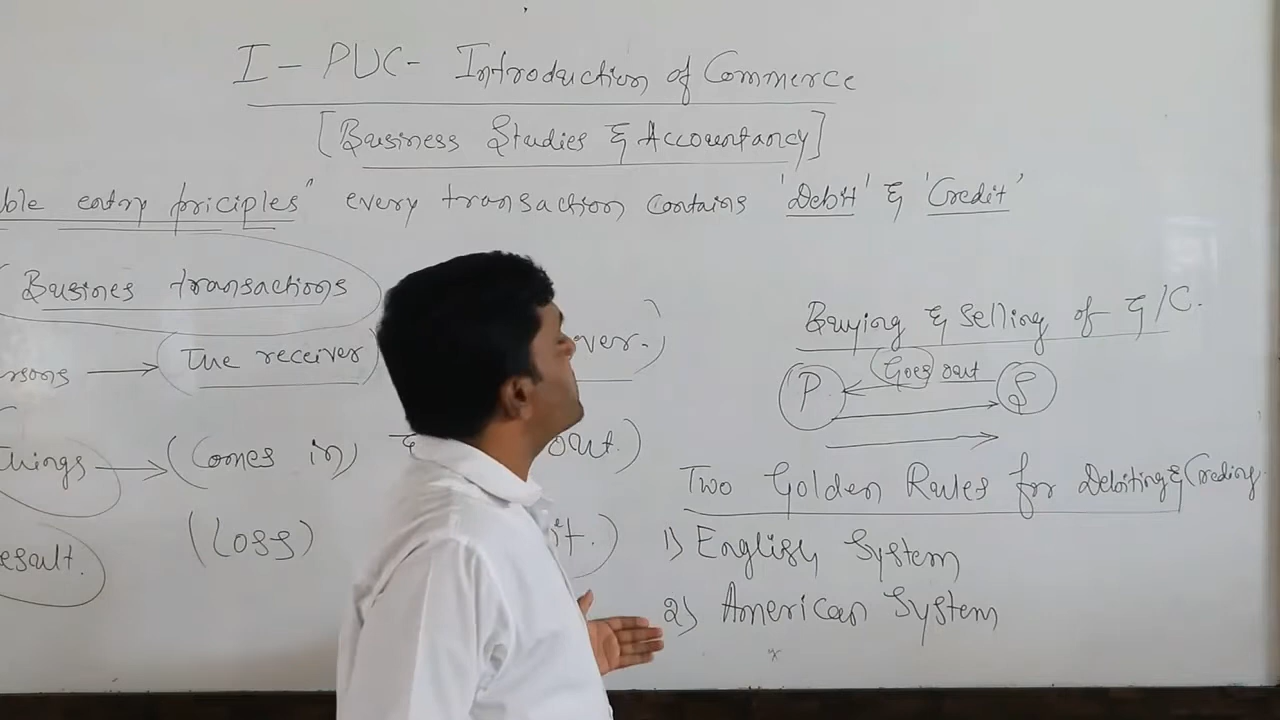 I - PUC - Introduction of Commerce
[Business Studies & Accountancy]
ble entry priciples" every transaction contains 'Debit' & 'Credit'
Busines transactions
Buying & Selling of G/C.
rsons → The receiver ver.
P Goes out S
Things → (Comes in) & out.)
Two Golden Rules for Debiting & Crediting
esult. (Loss) it.)
1) English System
2) American System